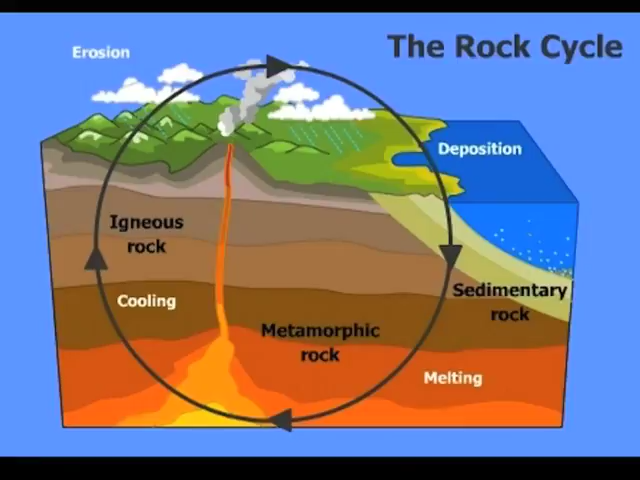 The Rock Cycle
Erosion
Deposition
Igneous
rock
Cooling
Sedimentary
rock
Metamorphic
rock
Melting